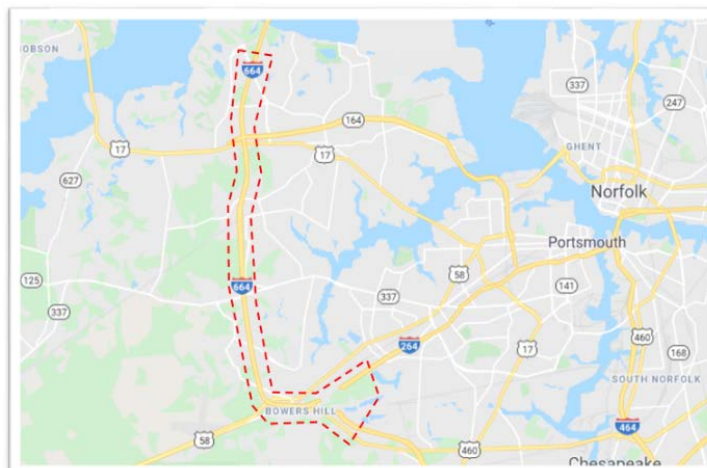 HOBSON
664
337
247
164
17
17
GHENT
627
Norfolk
Portsmouth
58
125
664
337
141
337
264
17
460
168
SOUTH NORFOLK
BOWERS HILL
58
460
464
Chesapeake